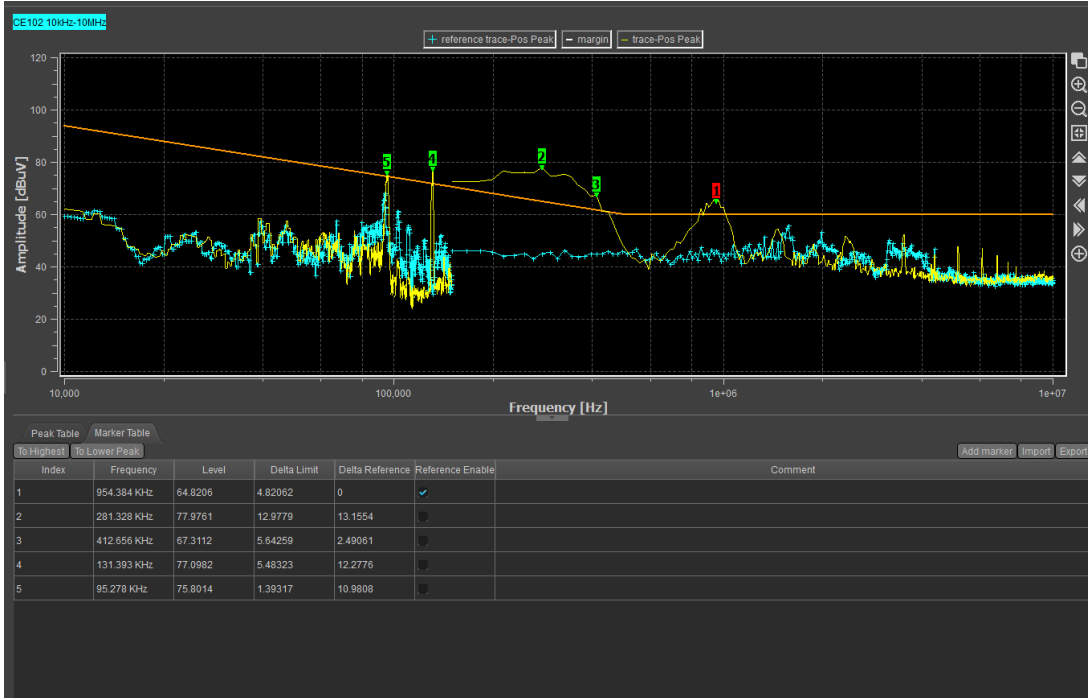 CE102 10kHz-10MHz
reference trace-Pos Peak margin trace-Pos Peak
120
100
80
60
40
20
0
Amplitude [dBuV]
5 4 2 3 1
10,000 100,000 1e+06 1e+07
Frequency [Hz]
Peak Table Marker Table
To Highest To Lower Peak Add marker Import Export
Index Frequency Level Delta Limit Delta Reference Reference Enable Comment
1 954.384 KHz 64.8206 4.82062 0
2 281.328 KHz 77.9761 12.9779 13.1554
3 412.656 KHz 67.3112 5.64259 2.49061
4 131.393 KHz 77.0982 5.48323 12.2776
5 95.278 KHz 75.8014 1.39317 10.9808